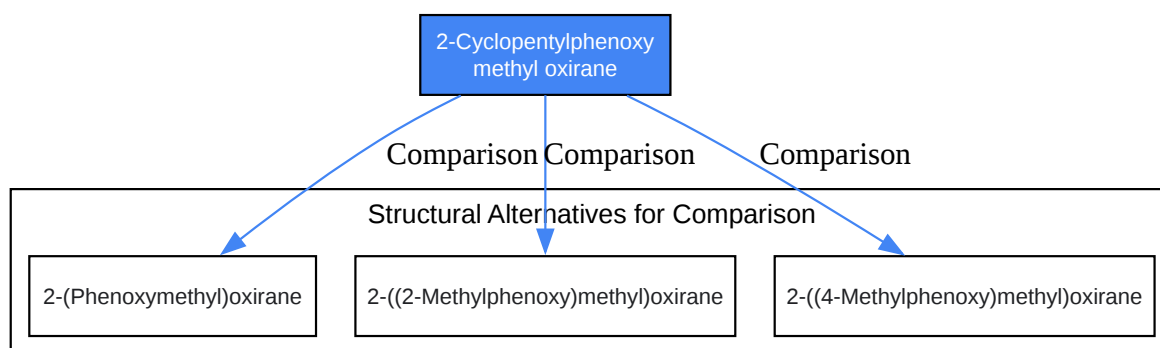 2-Cyclopentylphenoxy
methyl oxirane
Comparison Comparison Comparison
Structural Alternatives for Comparison
2-(Phenoxymethyl)oxirane 2-((2-Methylphenoxy)methyl)oxirane 2-((4-Methylphenoxy)methyl)oxirane